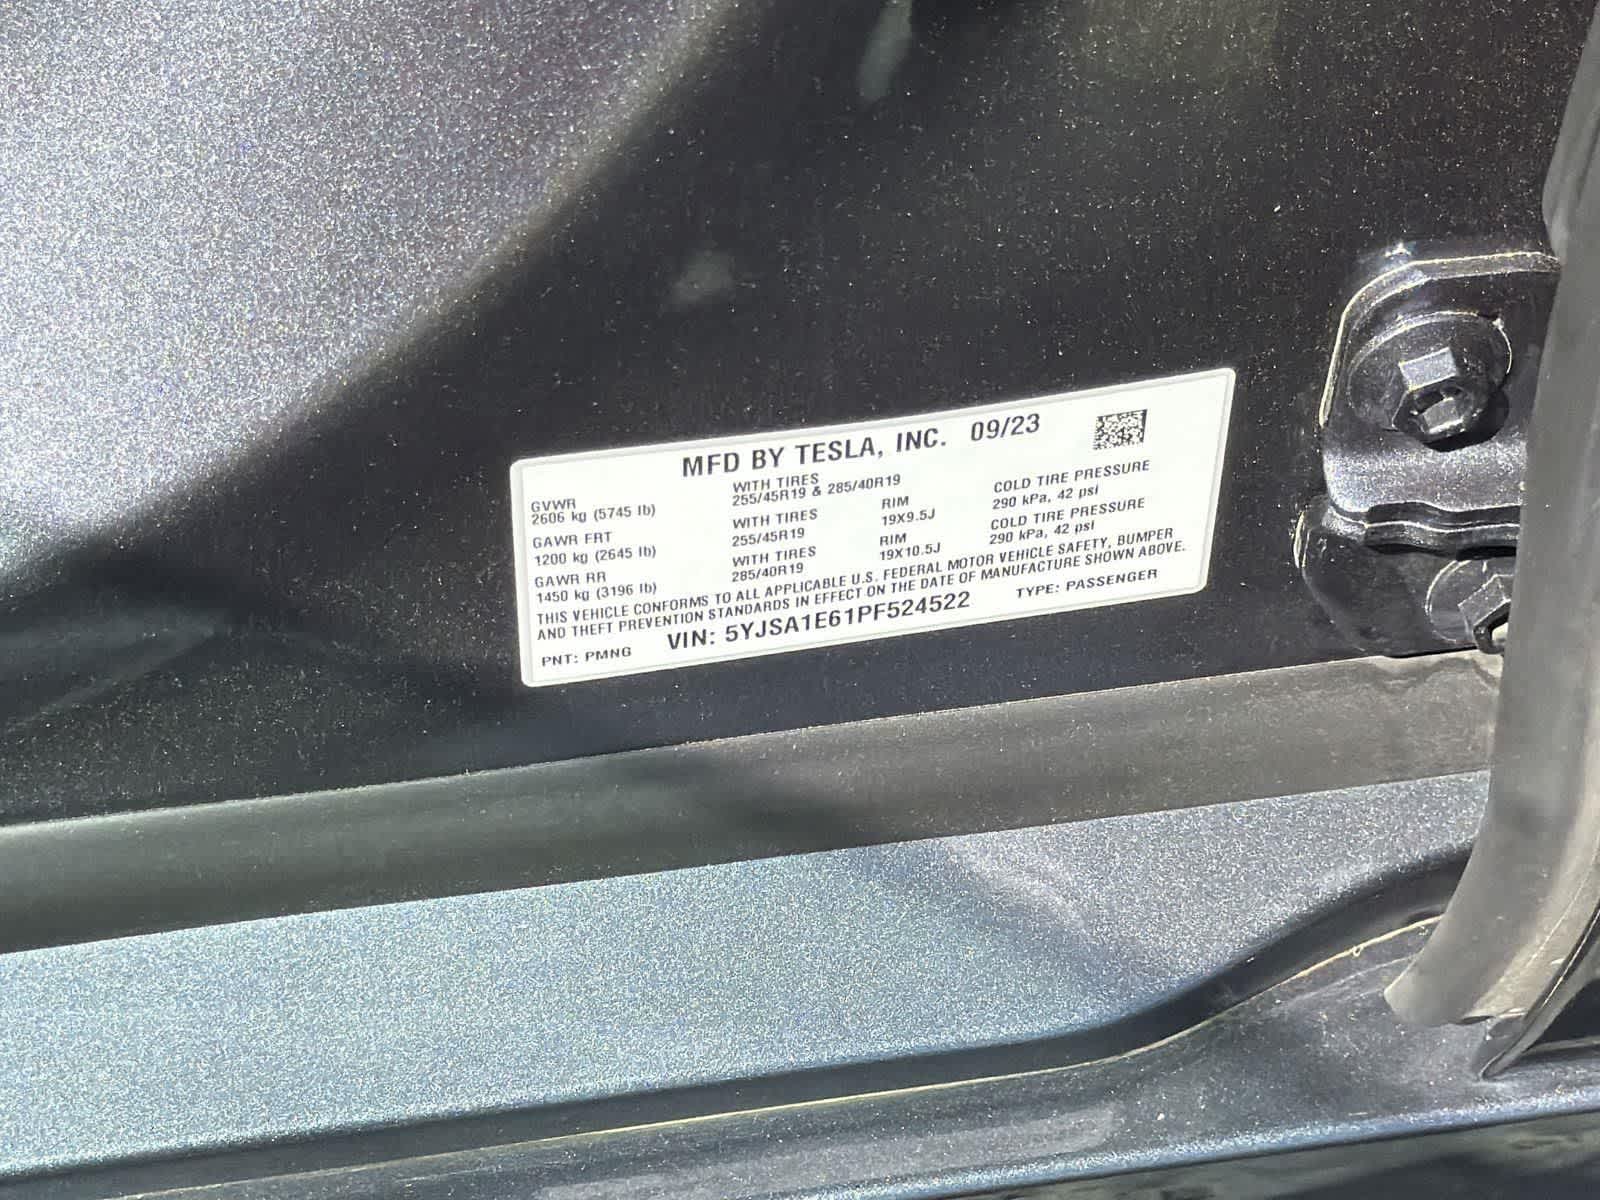 MFD BY TESLA, INC. 09/23
GVWR WITH TIRES
2606 kg (5745 lb) 255/45R19 & 285/40R19
GAWR FRT WITH TIRES RIM COLD TIRE PRESSURE
1200 kg (2645 lb) 255/45R19 19X9.5J 290 kPa, 42 psi
GAWR RR WITH TIRES RIM COLD TIRE PRESSURE
1450 kg (3196 lb) 285/40R19 19X10.5J 290 kPa, 42 psi
THIS VEHICLE CONFORMS TO ALL APPLICABLE U.S. FEDERAL MOTOR VEHICLE SAFETY, BUMPER
AND THEFT PREVENTION STANDARDS IN EFFECT ON THE DATE OF MANUFACTURE SHOWN ABOVE.
PNT: PMNG VIN: 5YJSA1E61PF524522 TYPE: PASSENGER